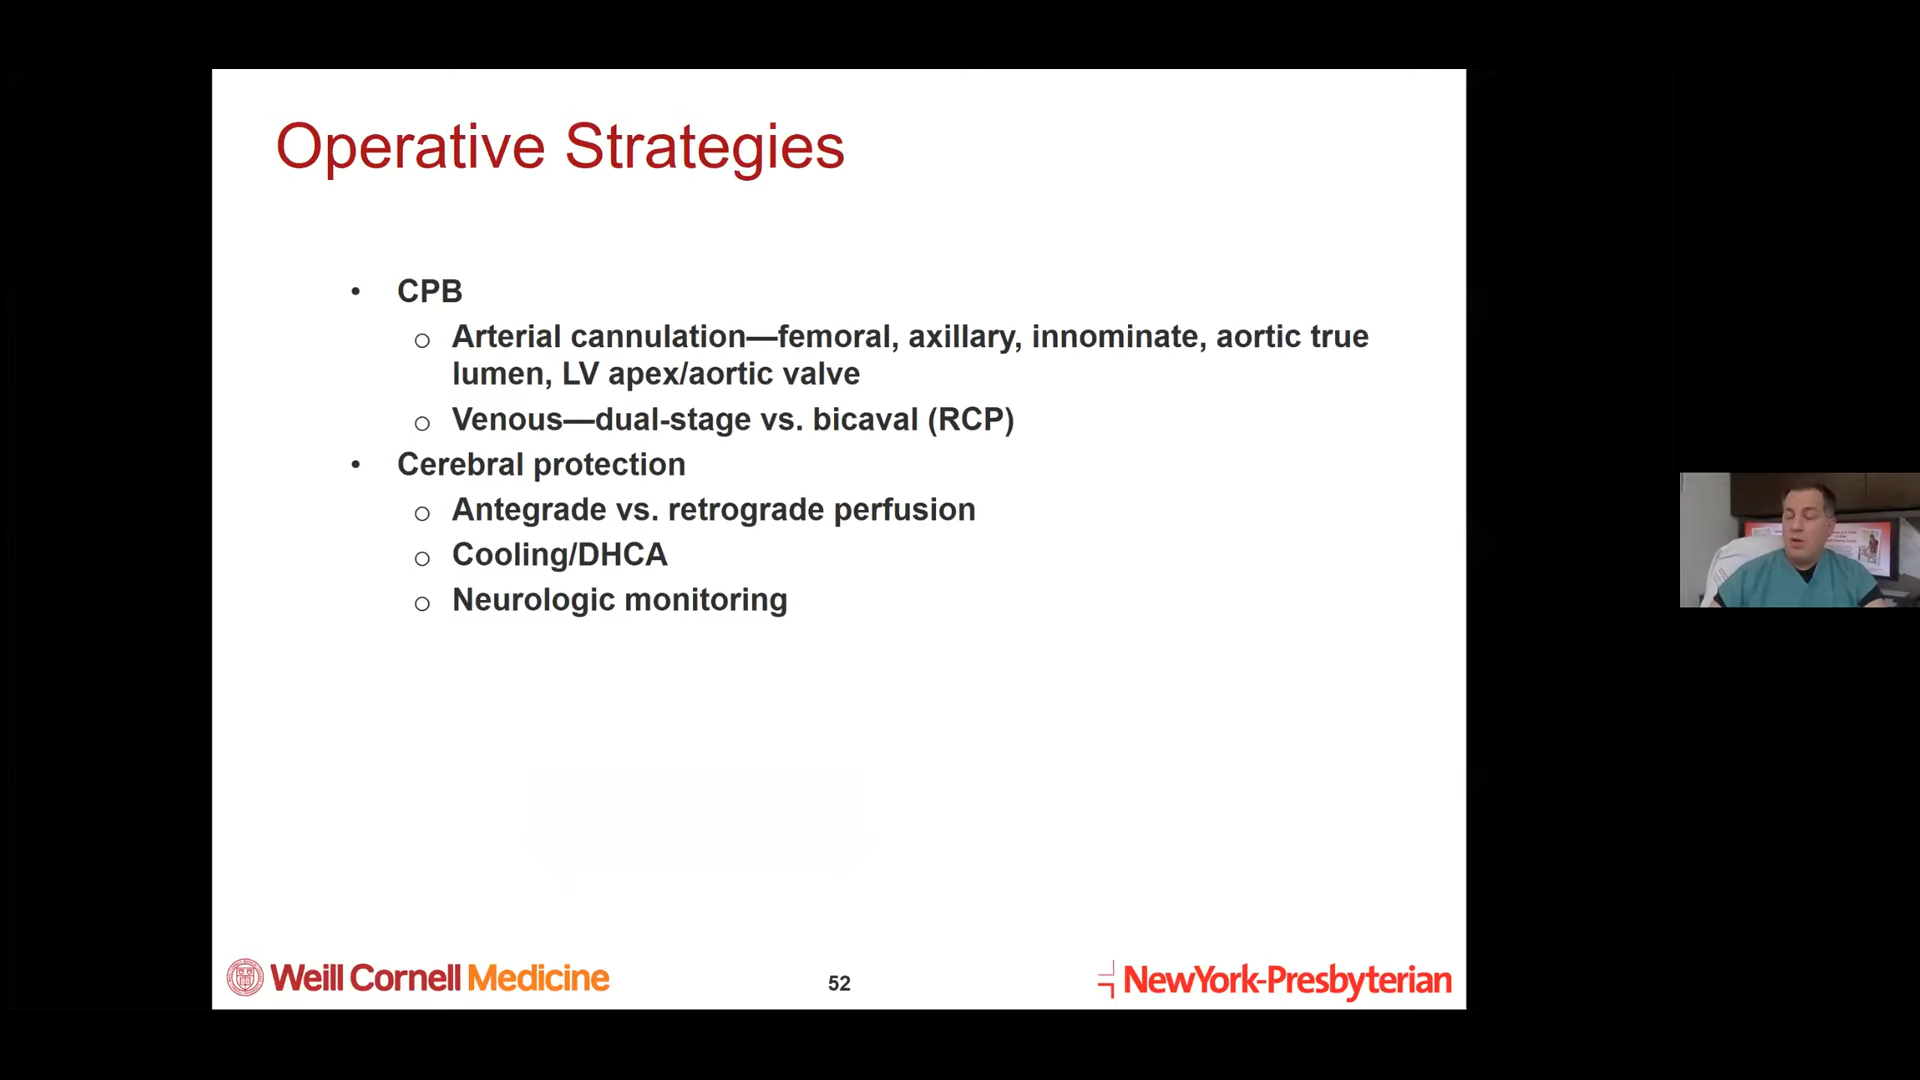 Operative Strategies
• CPB
o Arterial cannulation—femoral, axillary, innominate, aortic true
lumen, LV apex/aortic valve
o Venous—dual-stage vs. bicaval (RCP)
• Cerebral protection
o Antegrade vs. retrograde perfusion
o Cooling/DHCA
o Neurologic monitoring
Weill Cornell Medicine
52
NewYork-Presbyterian